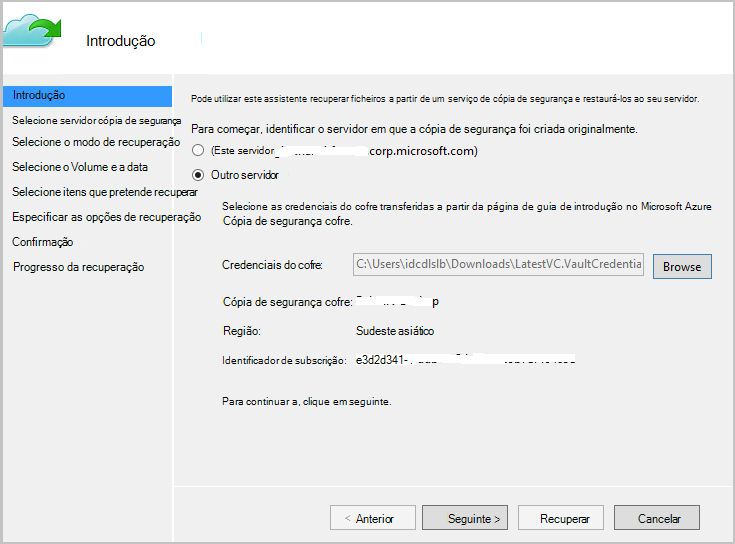 Introdução
Introdução
Selecione servidor cópia de segurança
Selecione o modo de recuperação
Selecione o Volume e a data
Selecione itens que pretende recuperar
Especificar as opções de recuperação
Confirmação
Progresso da recuperação
Pode utilizar este assistente recuperar ficheiros a partir de um serviço de cópia de segurança e restaurá-los ao seu servidor.
Para começar, identificar o servidor em que a cópia de segurança foi criada originalmente.
(Este servidor corp.microsoft.com)
Outro servidor
Selecione as credenciais do cofre transferidas a partir da página de guia de introdução no Microsoft Azure
Cópia de segurança cofre.
Credenciais do cofre: C:\Users\idcdlslb\Downloads\LatestVC.VaultCredentia Browse
Cópia de segurança cofre: p
Região: Sudeste asiático
Identificador de subscrição: e3d2d341-
Para continuar a, clique em seguinte.
< Anterior Seguinte > Recuperar Cancelar